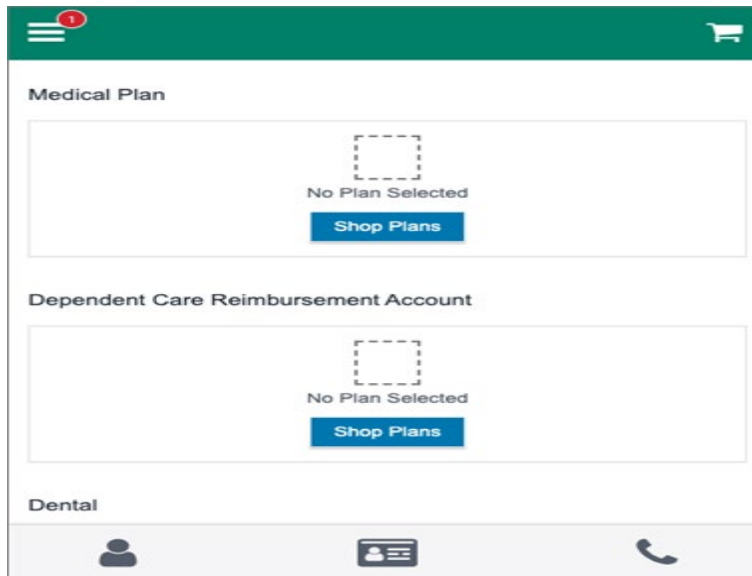 1
Medical Plan
No Plan Selected
Shop Plans
Dependent Care Reimbursement Account
No Plan Selected
Shop Plans
Dental